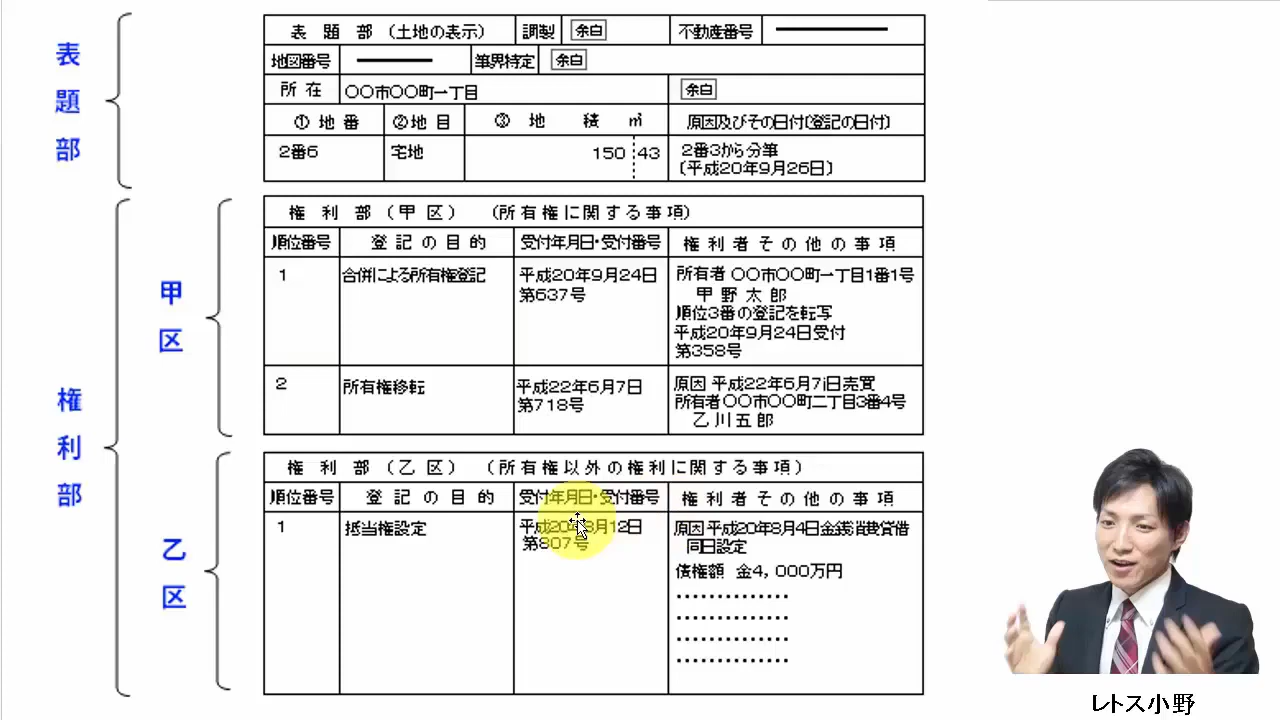 表題部
表 題 部 (土地の表示) 調製 余白 不動産番号
地図番号 筆界特定 余白
所 在 〇〇市〇〇町一丁目 余白
①地 番 ②地 目 ③ 地 積 ㎡ 原因及びその日付〔登記の日付〕
2番6 宅地 150 43 2番3から分筆
〔平成20年9月26日〕
権利部
甲区
権 利 部 (甲 区) (所有権に関する事項)
順位番号 登 記 の 目 的 受付年月日・受付番号 権 利 者 そ の 他 の 事 項
1 合併による所有権登記 平成20年9月24日 所有者 〇〇市〇〇町一丁目1番1号
第637号 甲 野 太 郎
順位3番の登記を転写
平成20年9月24日受付
第358号
2 所有権移転 平成22年6月7日 原因 平成22年6月7日売買
第718号 所有者〇〇市〇〇町二丁目3番4号
乙川五郎
乙区
権 利 部 (乙 区) (所有権以外の権利に関する事項)
順位番号 登 記 の 目 的 受付年月日・受付番号 権 利 者 そ の 他 の 事 項
1 抵当権設定 平成20年8月12日 原因 平成20年8月4日金銭消費貸借
第807号 同日設定
債権額 金4,000万円
レトス小野